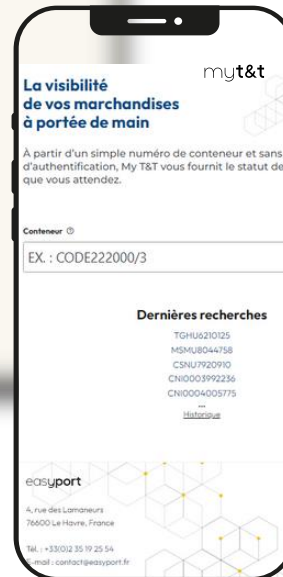 myt&t
La visibilité
de vos marchandises
à portée de main
À partir d'un simple numéro de conteneur et sans
d'authentification, My T&T vous fournit le statut de
que vous attendez.
Conteneur
EX. : CODE222000/3
Dernières recherches
TGHU6210125
MSMU8044758
CSNU7920910
CNI0003992236
CNI0004005775
...
Historique
easyport
4, rue des Lamaneurs
76600 Le Havre, France
Tél. : +33(0)2 35 19 25 54
E-mail : contact@easyport.fr